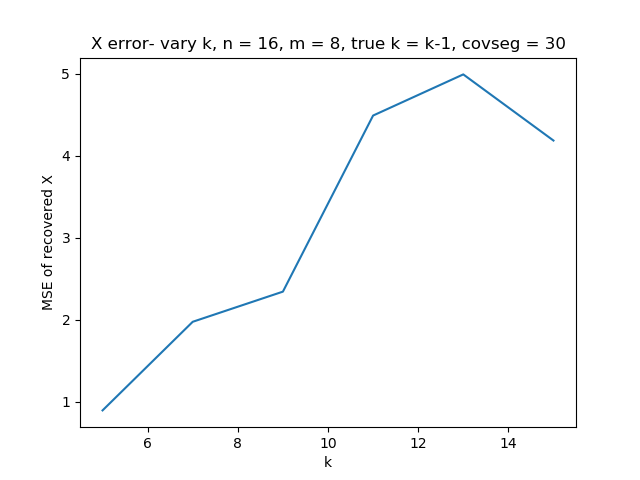 X error- vary k, n = 16, m = 8, true k = k-1, covseg = 30
MSE of recovered X
5
4
3
2
1
6 8 10 12 14
k